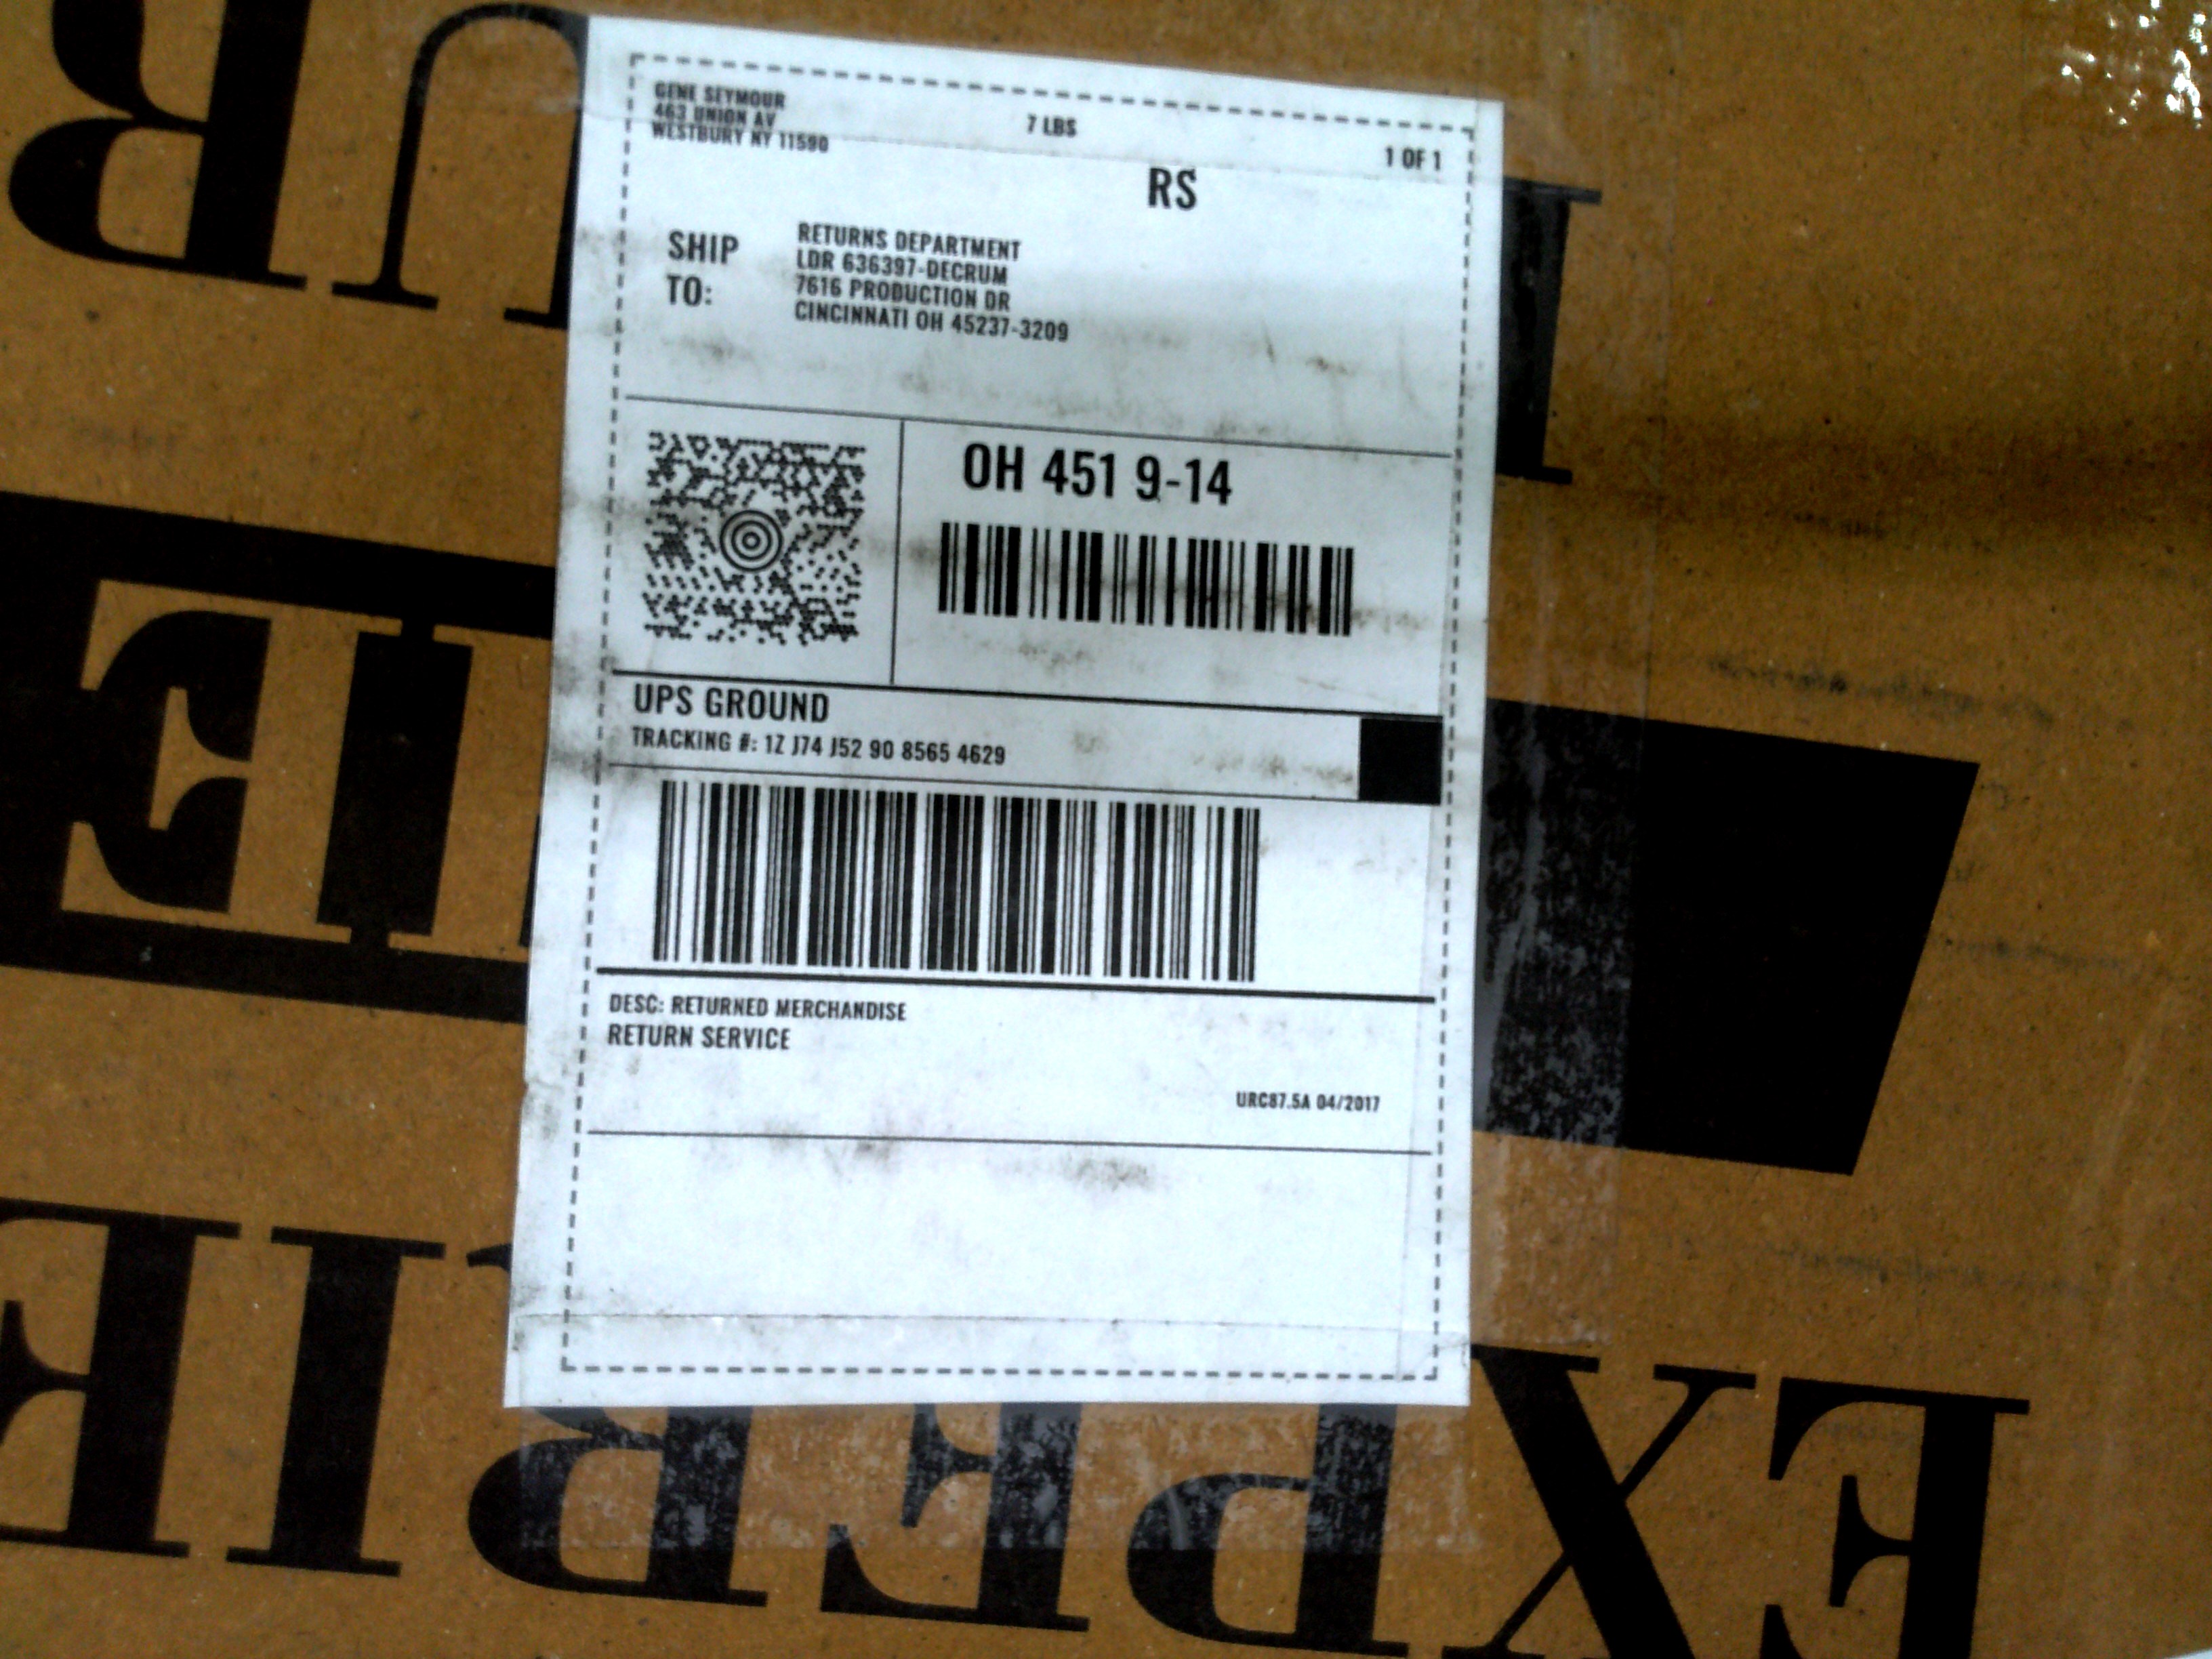 GENE SEYMOUR
463 UNION AV
WESTBURY NY 11590
7 LBS
1 OF 1
RS
SHIP TO:
RETURNS DEPARTMENT
LDR 636397-DECRUM
7616 PRODUCTION DR
CINCINNATI OH 45237-3209
OH 451 9-14
UPS GROUND
TRACKING #: 1Z J74 J52 90 8565 4629
DESC: RETURNED MERCHANDISE
RETURN SERVICE
URC87.5A 04/2017